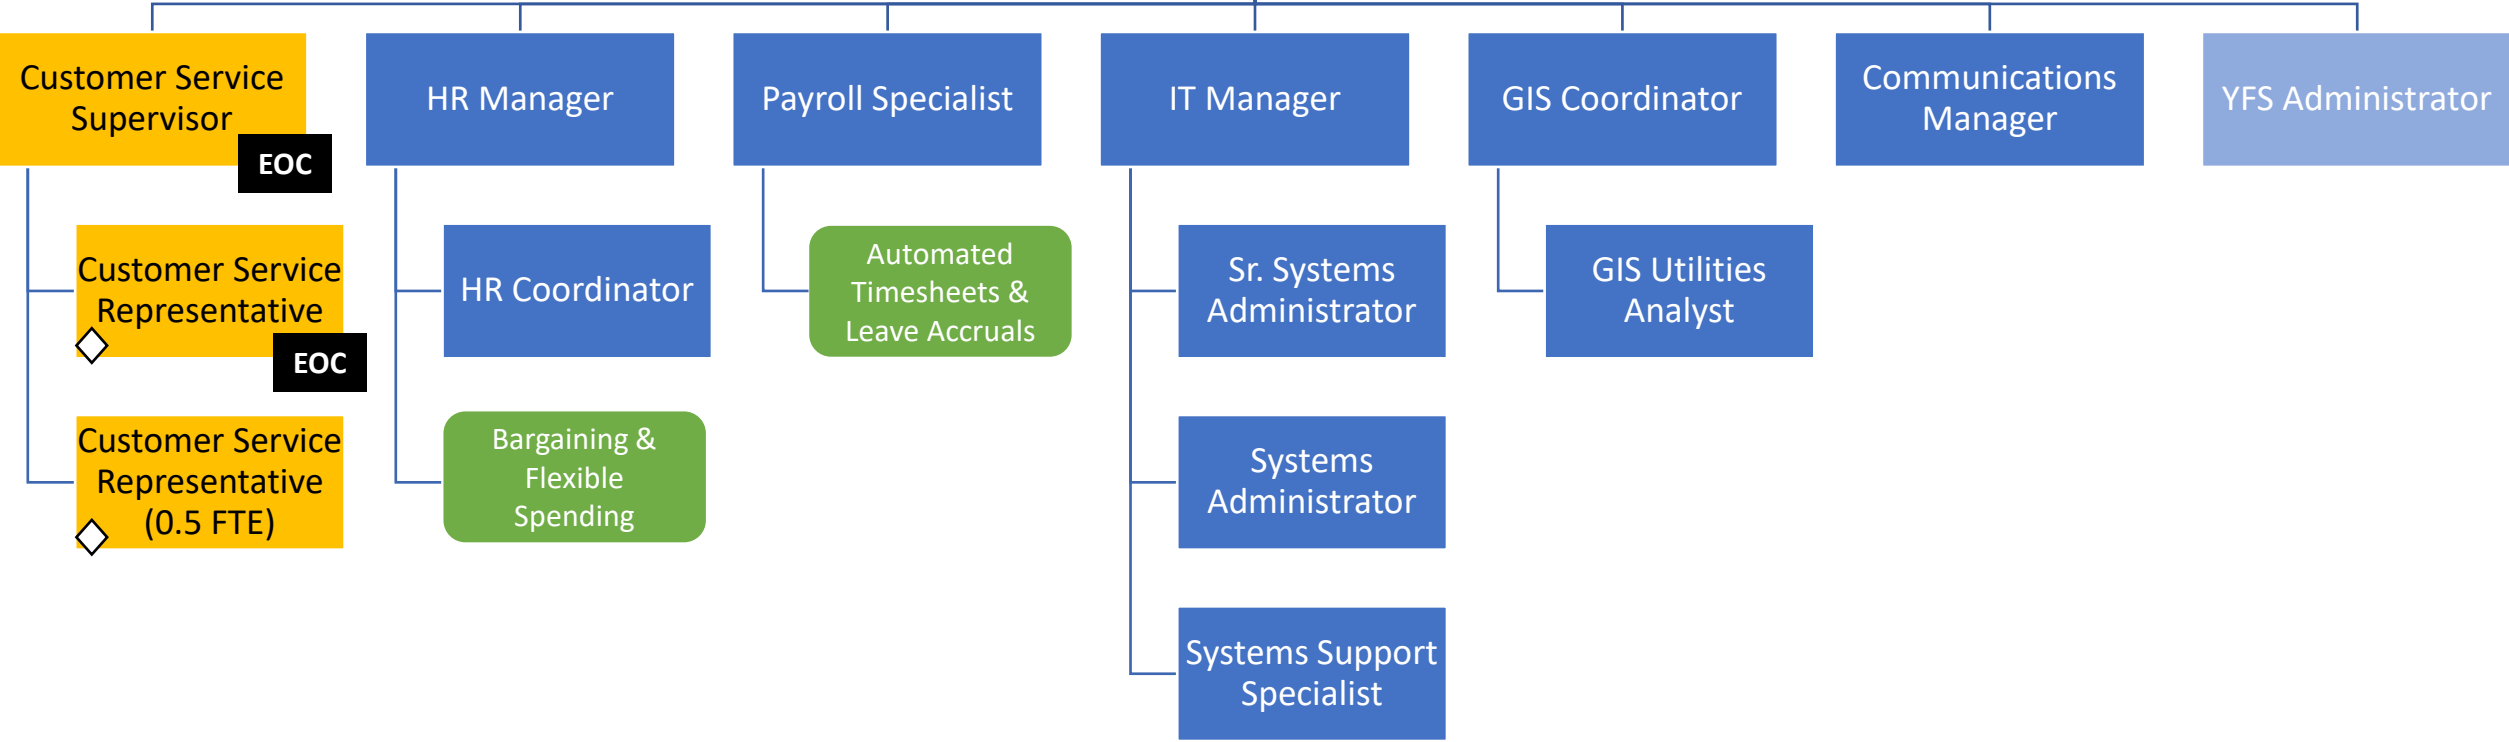 Customer Service
Supervisor
EOC
HR Manager
Payroll Specialist
IT Manager
GIS Coordinator
Communications
Manager
YFS Administrator
Customer Service
Representative
EOC
HR Coordinator
Automated
Timesheets &
Leave Accruals
Sr. Systems
Administrator
GIS Utilities
Analyst
Customer Service
Representative
(0.5 FTE)
Bargaining &
Flexible
Spending
Systems
Administrator
Systems Support
Specialist